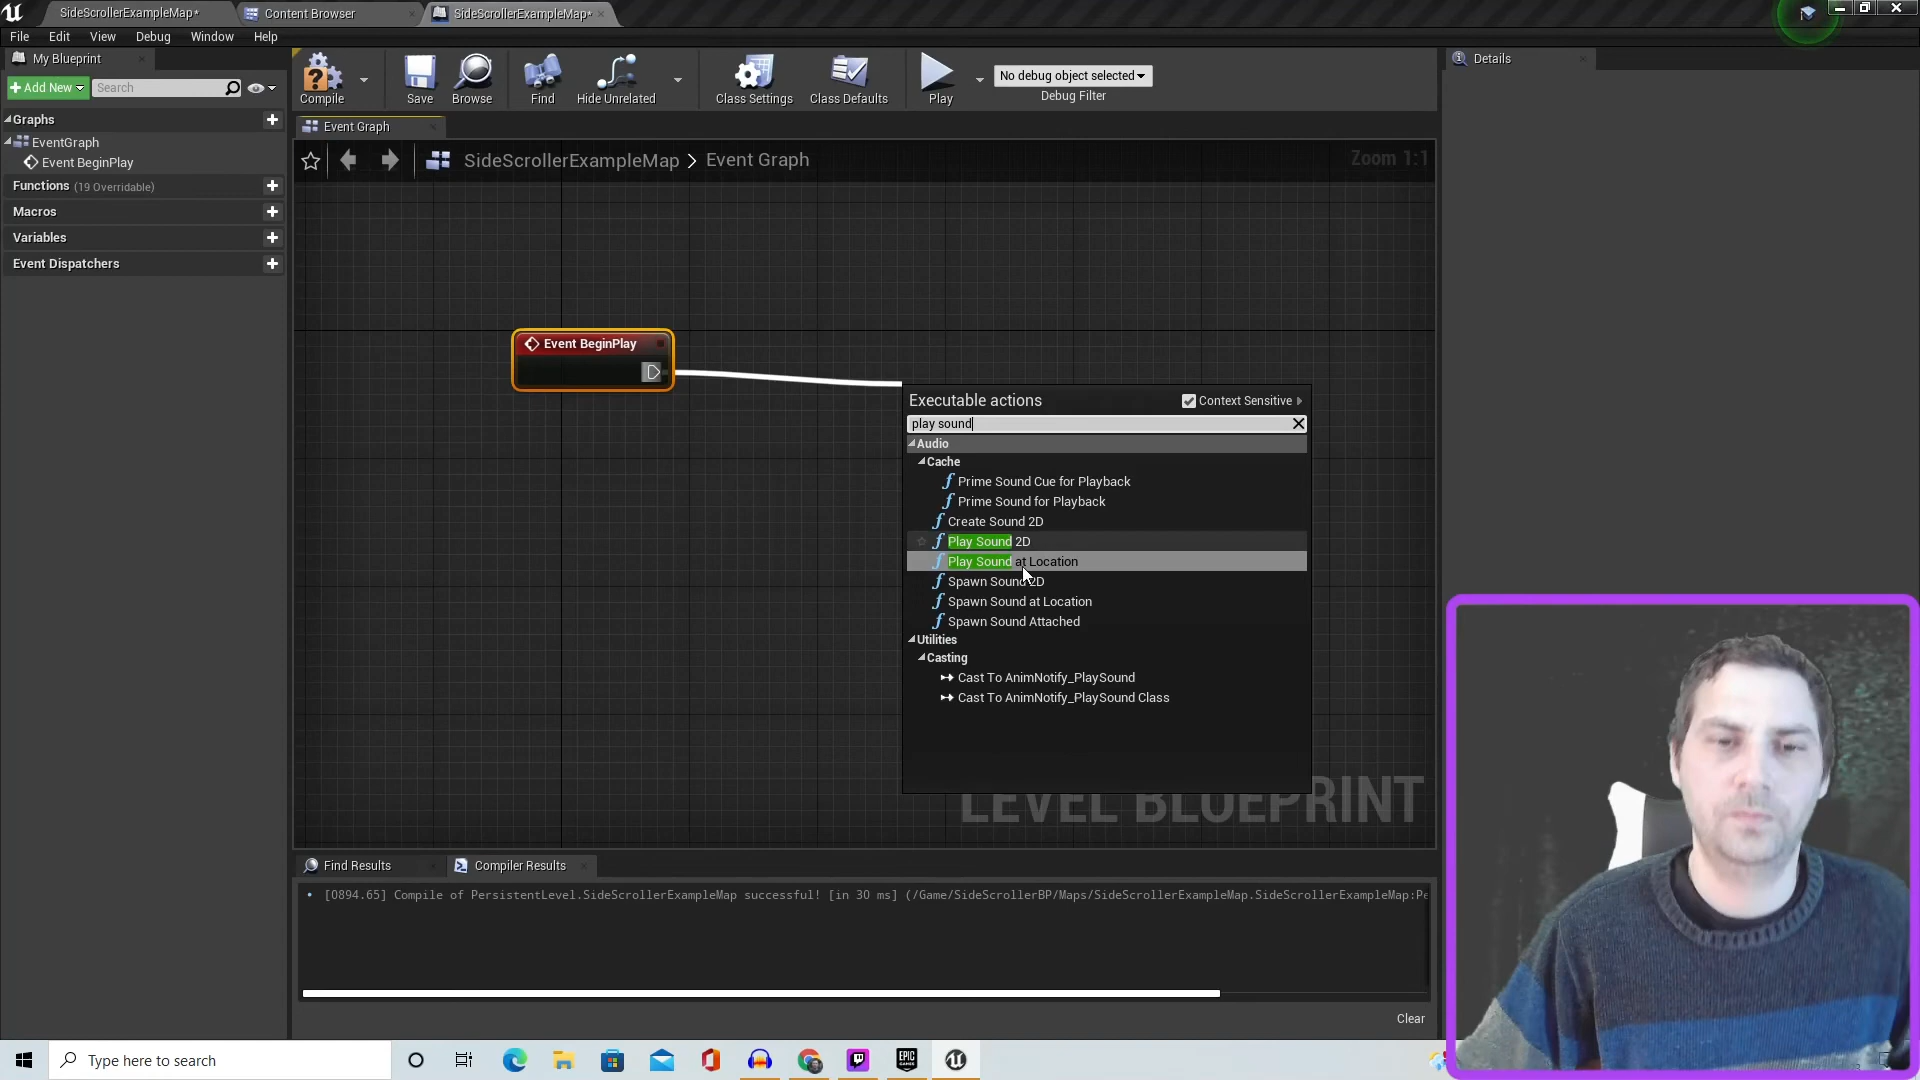 SideScrollerExampleMap*
Content Browser
SideScrollerExampleMap*
File Edit View Debug Window Help
My Blueprint
Add New
Search
Graphs
EventGraph
Event BeginPlay
Functions (19 Overridable)
Macros
Variables
Event Dispatchers
Compile
Save
Browse
Find
Hide Unrelated
Class Settings
Class Defaults
Play
No debug object selected
Debug Filter
Details
Event Graph
SideScrollerExampleMap > Event Graph
Zoom 1:1
Event BeginPlay
Executable actions
Context Sensitive
play sound
Audio
Cache
Prime Sound Cue for Playback
Prime Sound for Playback
Create Sound 2D
Play Sound 2D
Play Sound at Location
Spawn Sound 2D
Spawn Sound at Location
Spawn Sound Attached
Utilities
Casting
Cast To AnimNotify_PlaySound
Cast To AnimNotify_PlaySound Class
LEVEL BLUEPRINT
Find Results
Compiler Results
[0894.65] Compile of PersistentLevel.SideScrollerExampleMap successful! [in 30 ms] (/Game/SideScrollerBP/Maps/SideScrollerExampleMap.SideScrollerExampleMap:Pe
Clear
Type here to search
EPIC
GAMES